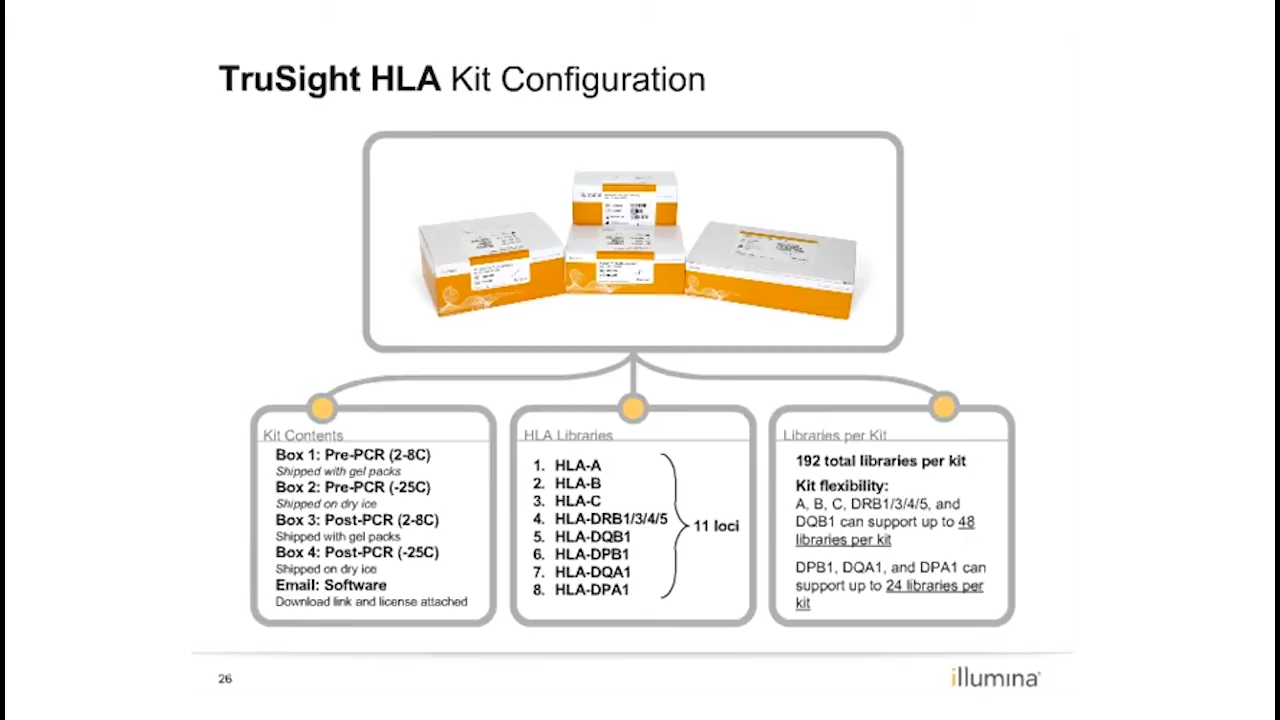 TruSight HLA Kit Configuration
illumina
Kit Contents
Box 1: Pre-PCR (2-8C)
Shipped with gel packs
Box 2: Pre-PCR (-25C)
Shipped on dry ice
Box 3: Post-PCR (2-8C)
Shipped with gel packs
Box 4: Post-PCR (-25C)
Shipped on dry ice
Email: Software
Download link and license attached
HLA Libraries
1. HLA-A
2. HLA-B
3. HLA-C
4. HLA-DRB1/3/4/5
5. HLA-DQB1
6. HLA-DPB1
7. HLA-DQA1
8. HLA-DPA1
11 loci
Libraries per Kit
192 total libraries per kit
Kit flexibility:
A, B, C, DRB1/3/4/5, and
DQB1 can support up to 48
libraries per kit
DPB1, DQA1, and DPA1 can
support up to 24 libraries per
kit
26
illumina